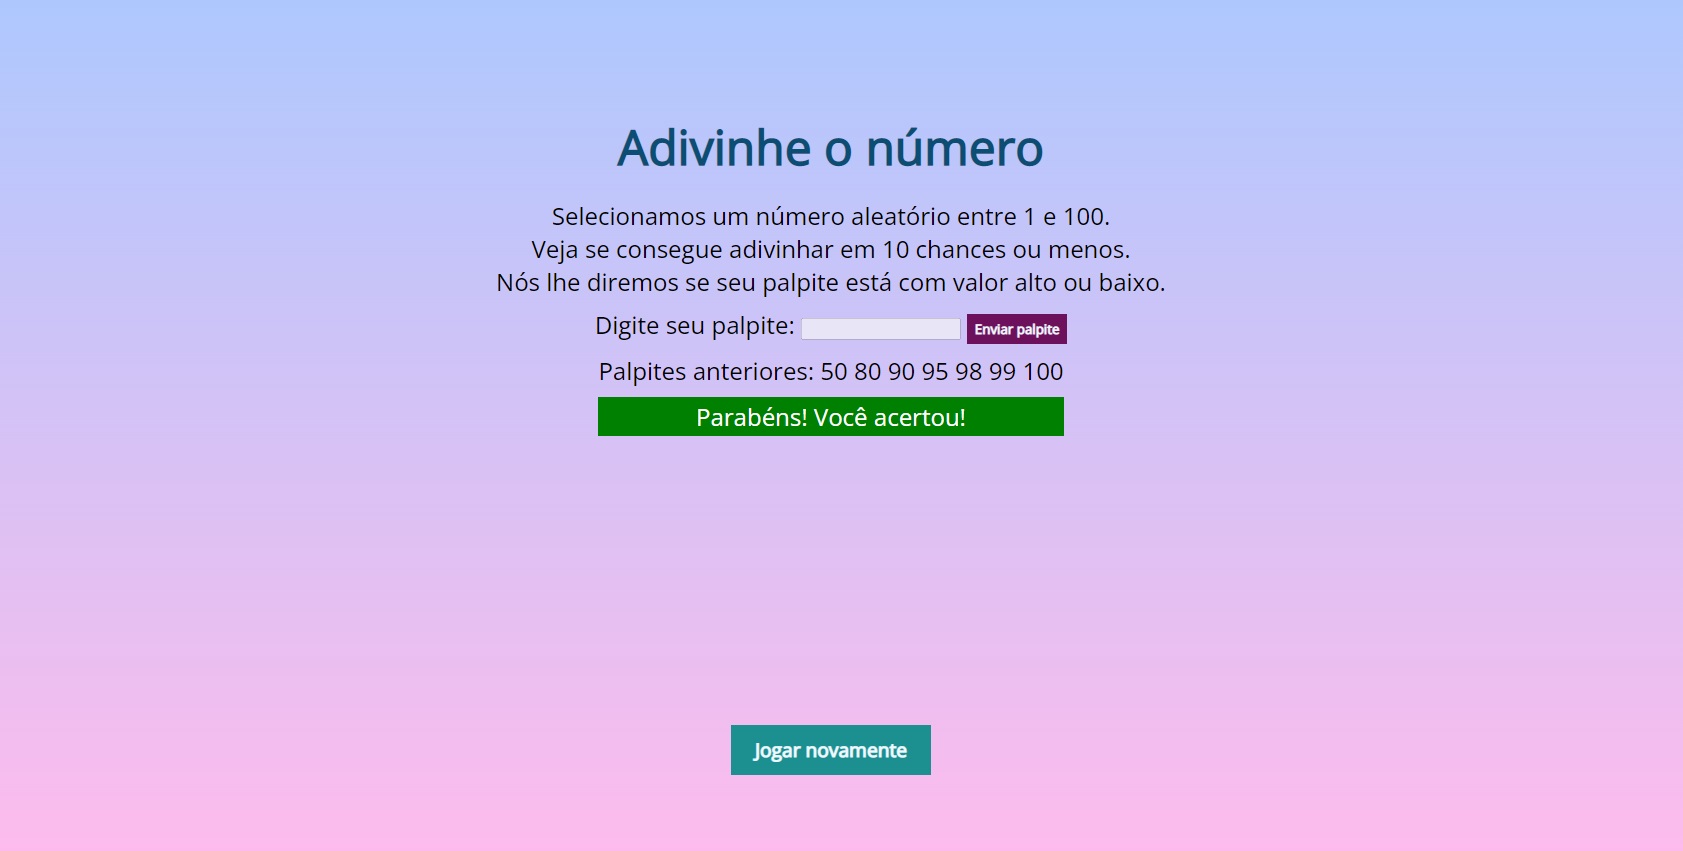 Adivinhe o número
Selecionamos um número aleatório entre 1 e 100.
Veja se consegue adivinhar em 10 chances ou menos.
Nós lhe diremos se seu palpite está com valor alto ou baixo.
Digite seu palpite: Enviar palpite
Palpites anteriores: 50 80 90 95 98 99 100
Parabéns! Você acertou!
Jogar novamente